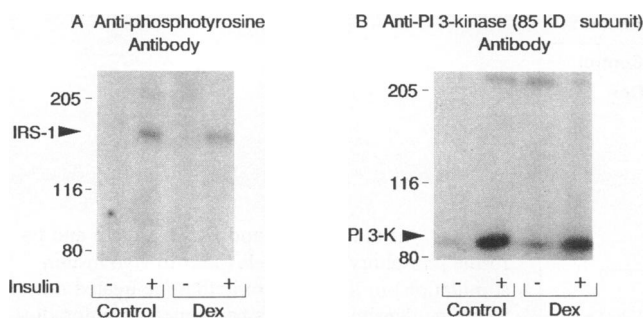 A Anti-phosphotyrosine
Antibody
205 -
IRS-1
116 -
80 -
Insulin - + - +
Control Dex
B Anti-PI 3-kinase (85 kD subunit)
Antibody
205 -
116 -
PI 3-K
80 -
- + - +
Control Dex